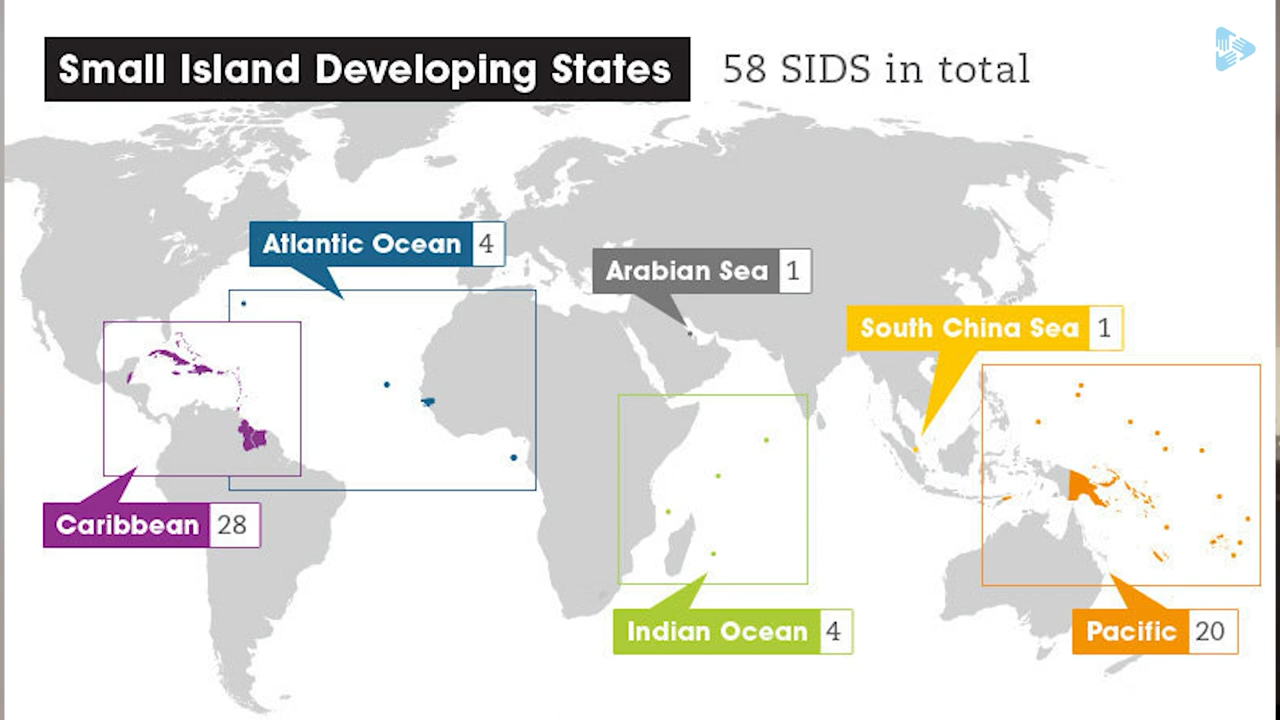 Small Island Developing States 58 SIDS in total
Atlantic Ocean 4
Arabian Sea 1
South China Sea 1
Caribbean 28
Indian Ocean 4
Pacific 20